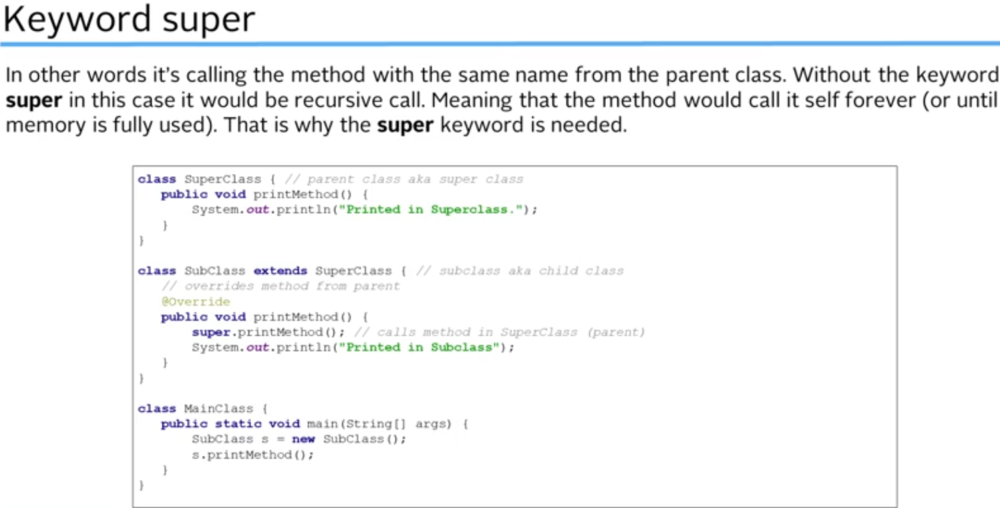 Keyword super
In other words it's calling the method with the same name from the parent class. Without the keyword
super in this case it would be recursive call. Meaning that the method would call it self forever (or until
memory is fully used). That is why the super keyword is needed.
class SuperClass { // parent class aka super class
    public void printMethod() {
        System.out.println("Printed in Superclass.");
    }
}
class SubClass extends SuperClass { // subclass aka child class
    // overrides method from parent
    @Override
    public void printMethod() {
        super.printMethod(); // calls method in SuperClass (parent)
        System.out.println("Printed in Subclass");
    }
}
class MainClass {
    public static void main(String[] args) {
        SubClass s = new SubClass();
        s.printMethod();
    }
}